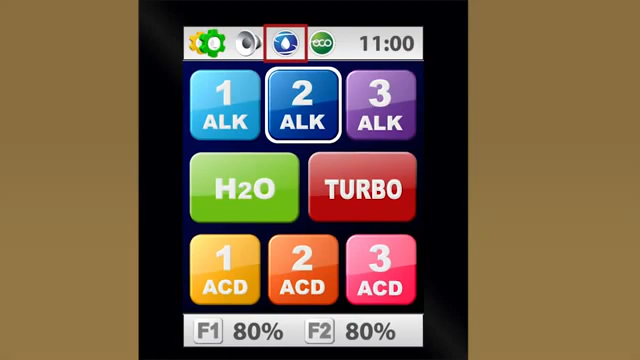 eco 11:00
1 ALK 2 ALK 3 ALK
H2O TURBO
1 ACD 2 ACD 3 ACD
F1 80% F2 80%